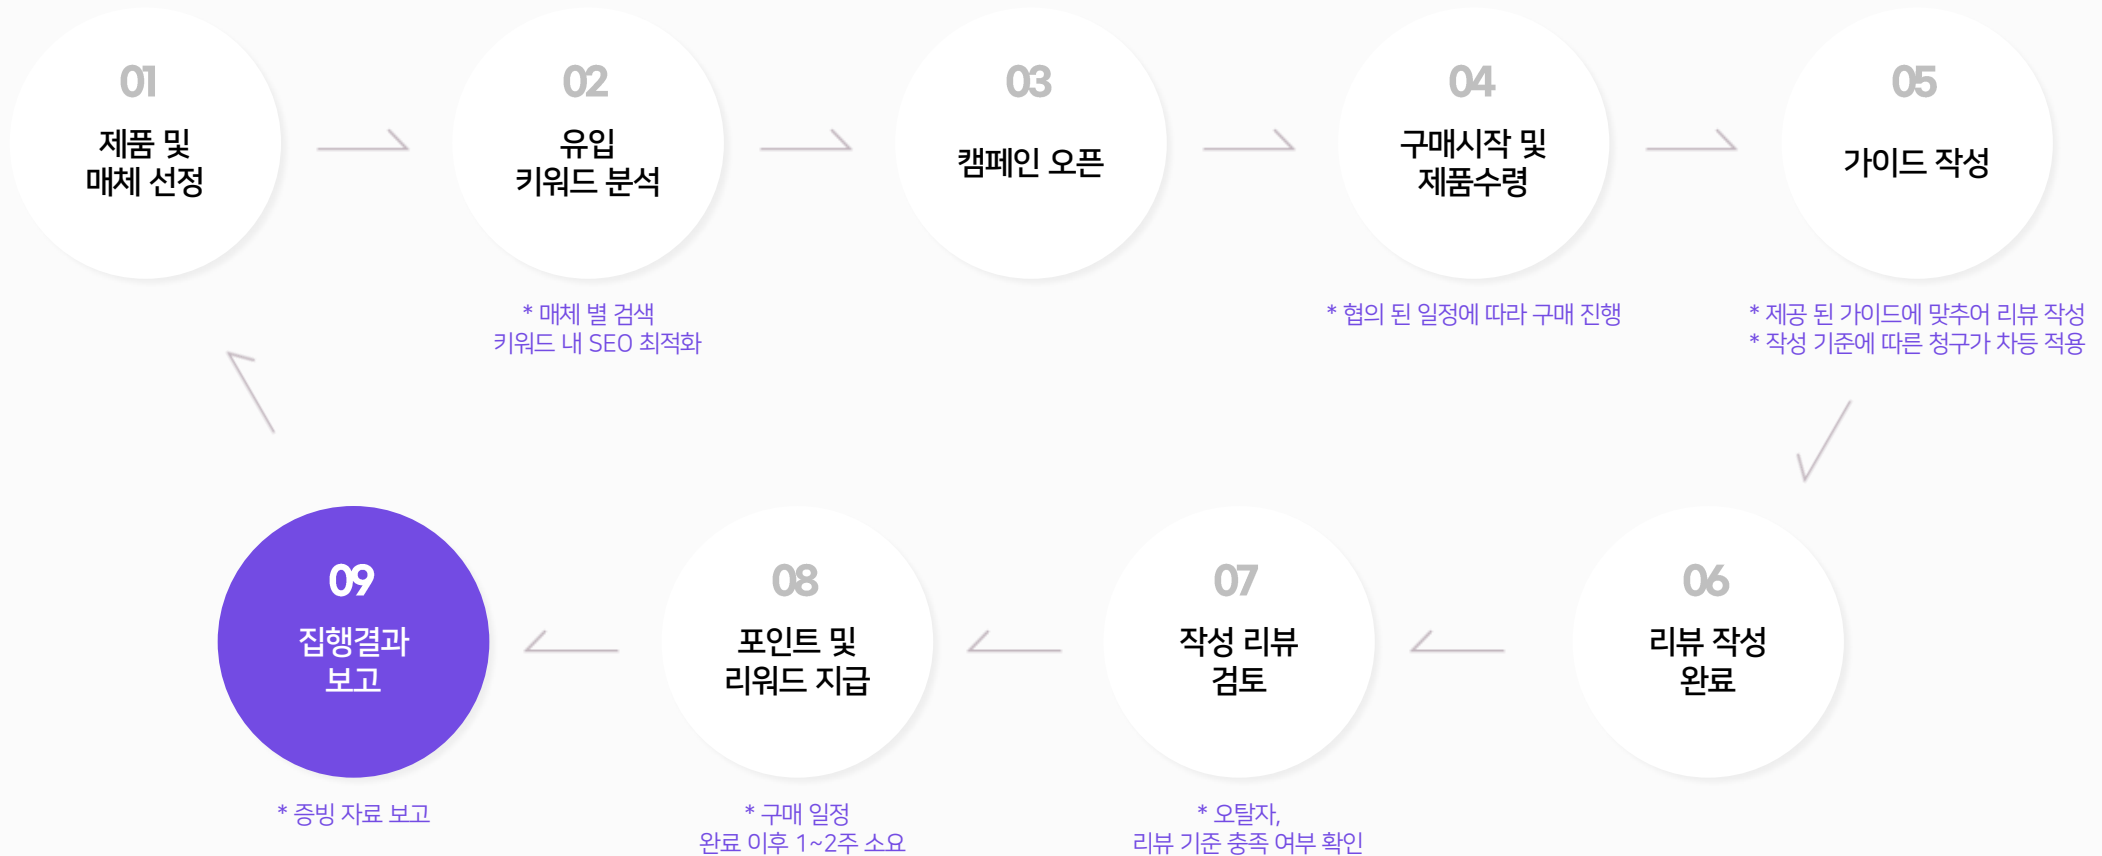 01
제품 및
매체 선정
02
유입
키워드 분석
* 매체 별 검색
키워드 내 SEO 최적화
03
캠페인 오픈
04
구매시작 및
제품수령
* 협의 된 일정에 따라 구매 진행
05
가이드 작성
* 제공 된 가이드에 맞추어 리뷰 작성
* 작성 기준에 따른 청구가 차등 적용
06
리뷰 작성
완료
07
작성 리뷰
검토
* 오탈자,
리뷰 기준 충족 여부 확인
08
포인트 및
리워드 지급
* 구매 일정
완료 이후 1~2주 소요
09
집행결과
보고
* 증빙 자료 보고